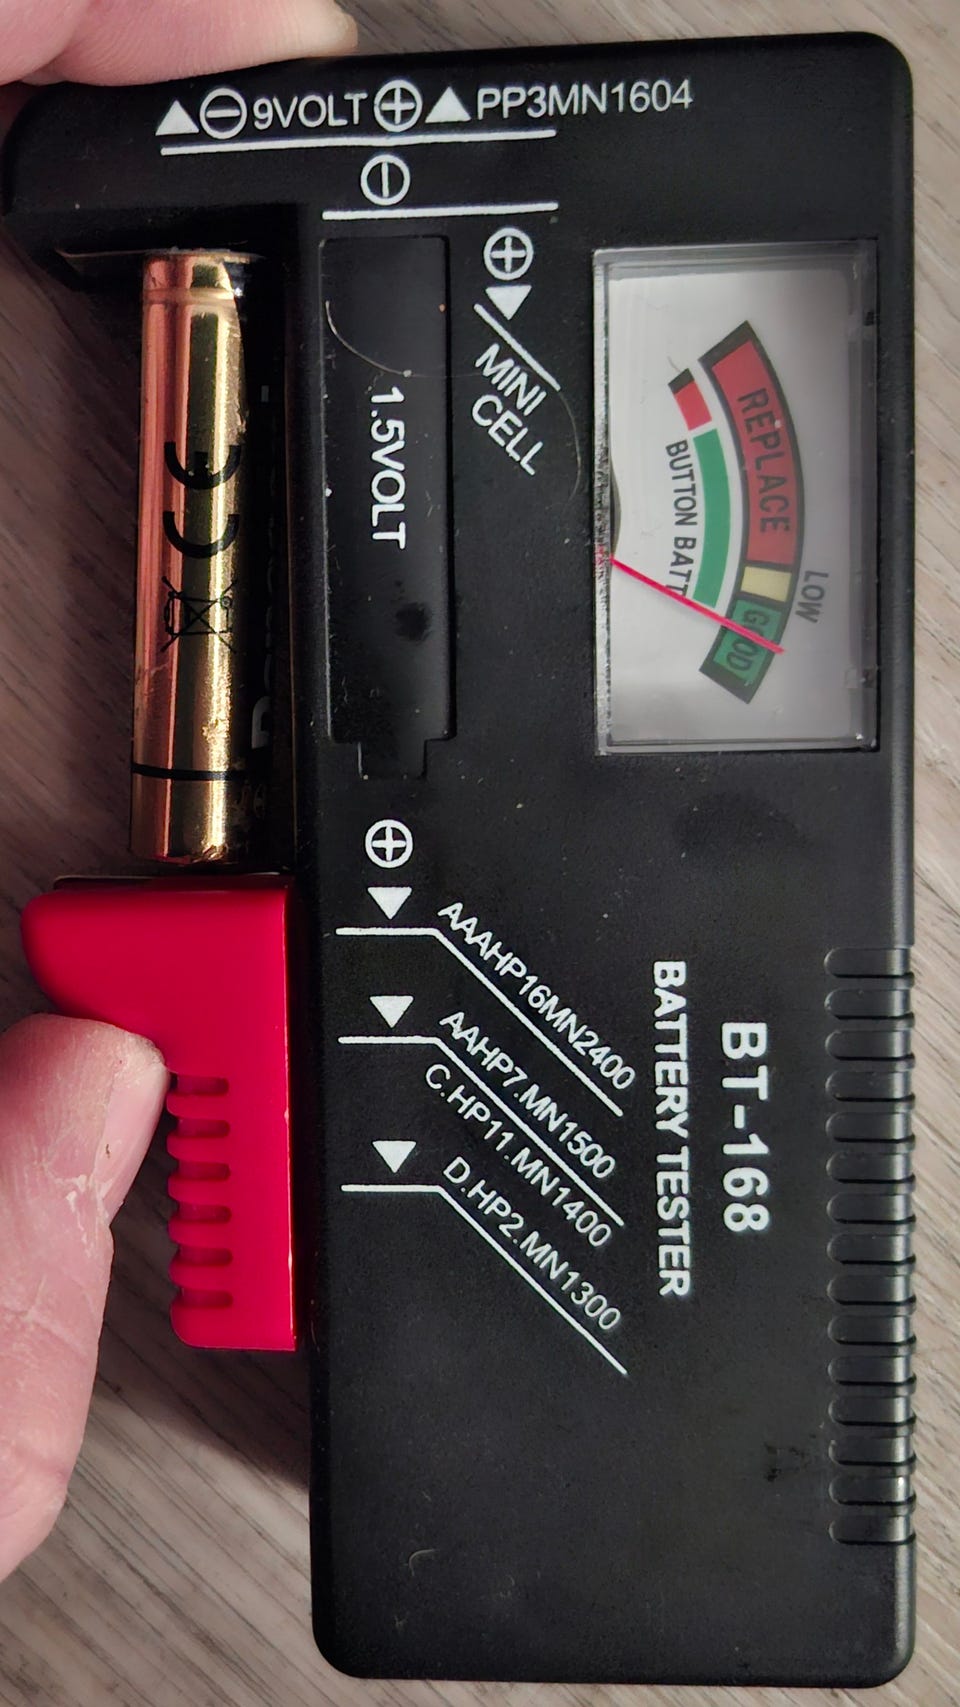 ⊖ 9VOLT ⊕ PP3MN1604
⊖
⊕
MINI
CELL
1.5VOLT
REPLACE
LOW
GOOD
BUTTON BATT
CE
⊕
AAAHP16MN2400
AAHP7.MN1500
C.HP11.MN1400
D.HP2.MN1300
BT-168
BATTERY TESTER